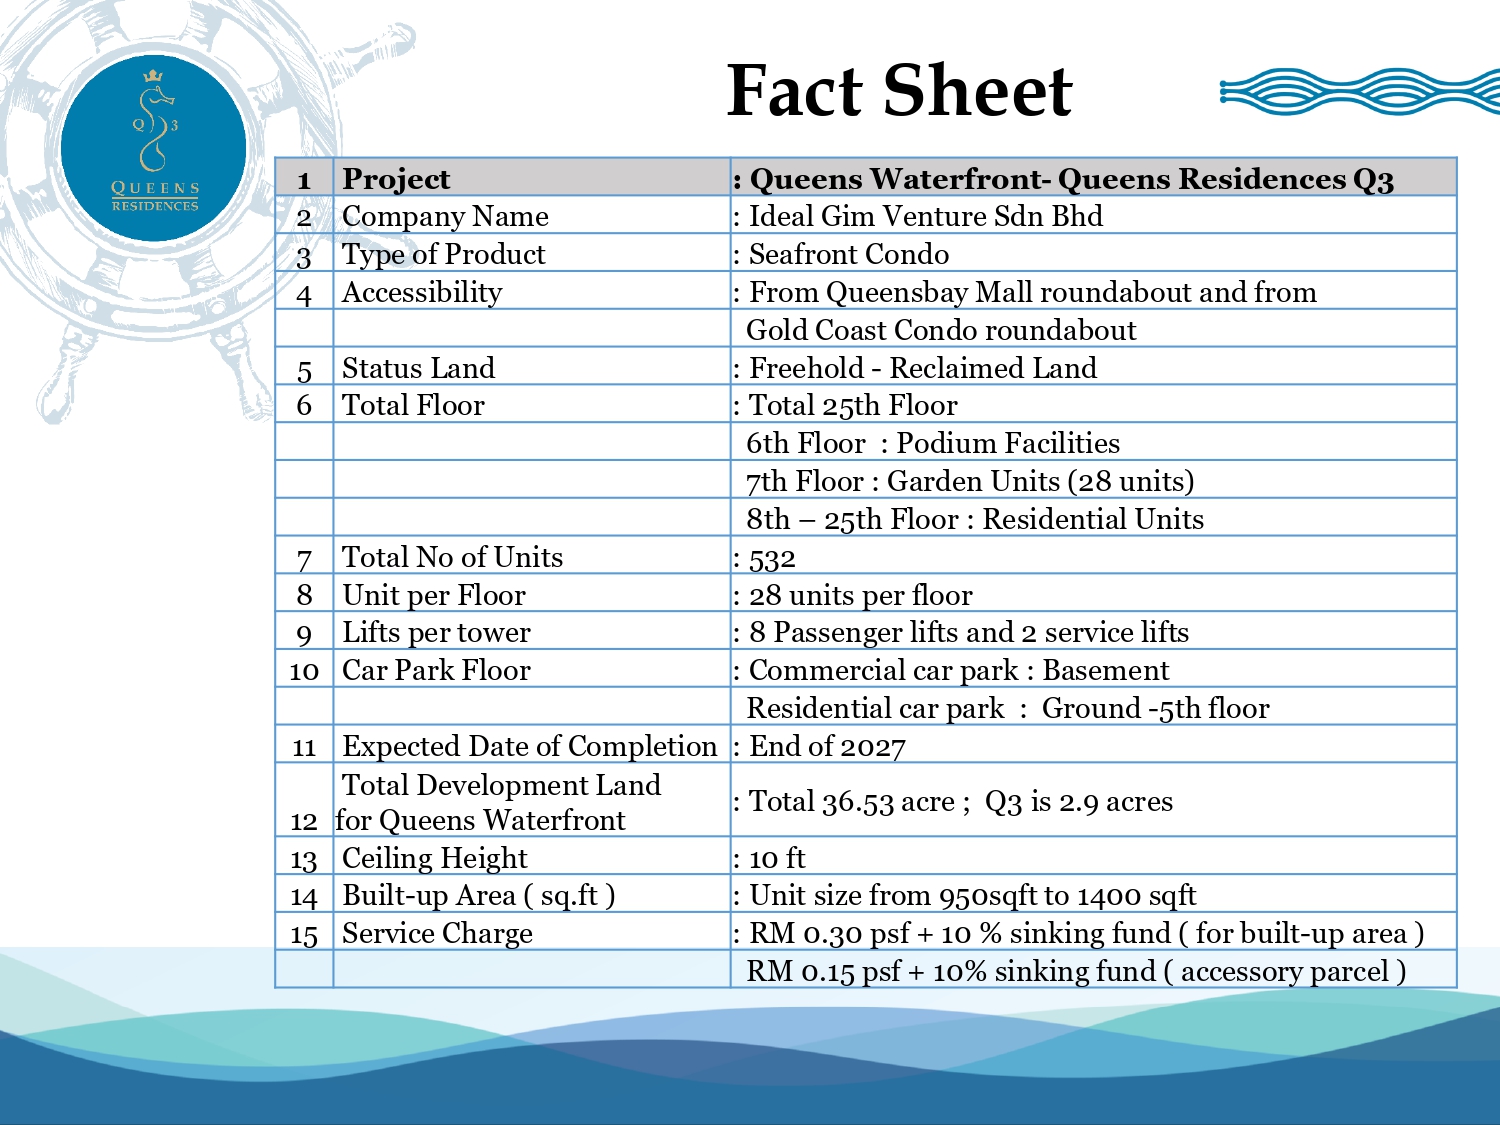 Fact Sheet
Q 3
QUEENS
RESIDENCES
1 Project : Queens Waterfront- Queens Residences Q3
2 Company Name : Ideal Gim Venture Sdn Bhd
3 Type of Product : Seafront Condo
4 Accessibility : From Queensbay Mall roundabout and from
Gold Coast Condo roundabout
5 Status Land : Freehold - Reclaimed Land
6 Total Floor : Total 25th Floor
6th Floor : Podium Facilities
7th Floor : Garden Units (28 units)
8th – 25th Floor : Residential Units
7 Total No of Units : 532
8 Unit per Floor : 28 units per floor
9 Lifts per tower : 8 Passenger lifts and 2 service lifts
10 Car Park Floor : Commercial car park : Basement
Residential car park : Ground -5th floor
11 Expected Date of Completion : End of 2027
Total Development Land
12 for Queens Waterfront : Total 36.53 acre ; Q3 is 2.9 acres
13 Ceiling Height : 10 ft
14 Built-up Area ( sq.ft ) : Unit size from 950sqft to 1400 sqft
15 Service Charge : RM 0.30 psf + 10 % sinking fund ( for built-up area )
RM 0.15 psf + 10% sinking fund ( accessory parcel )